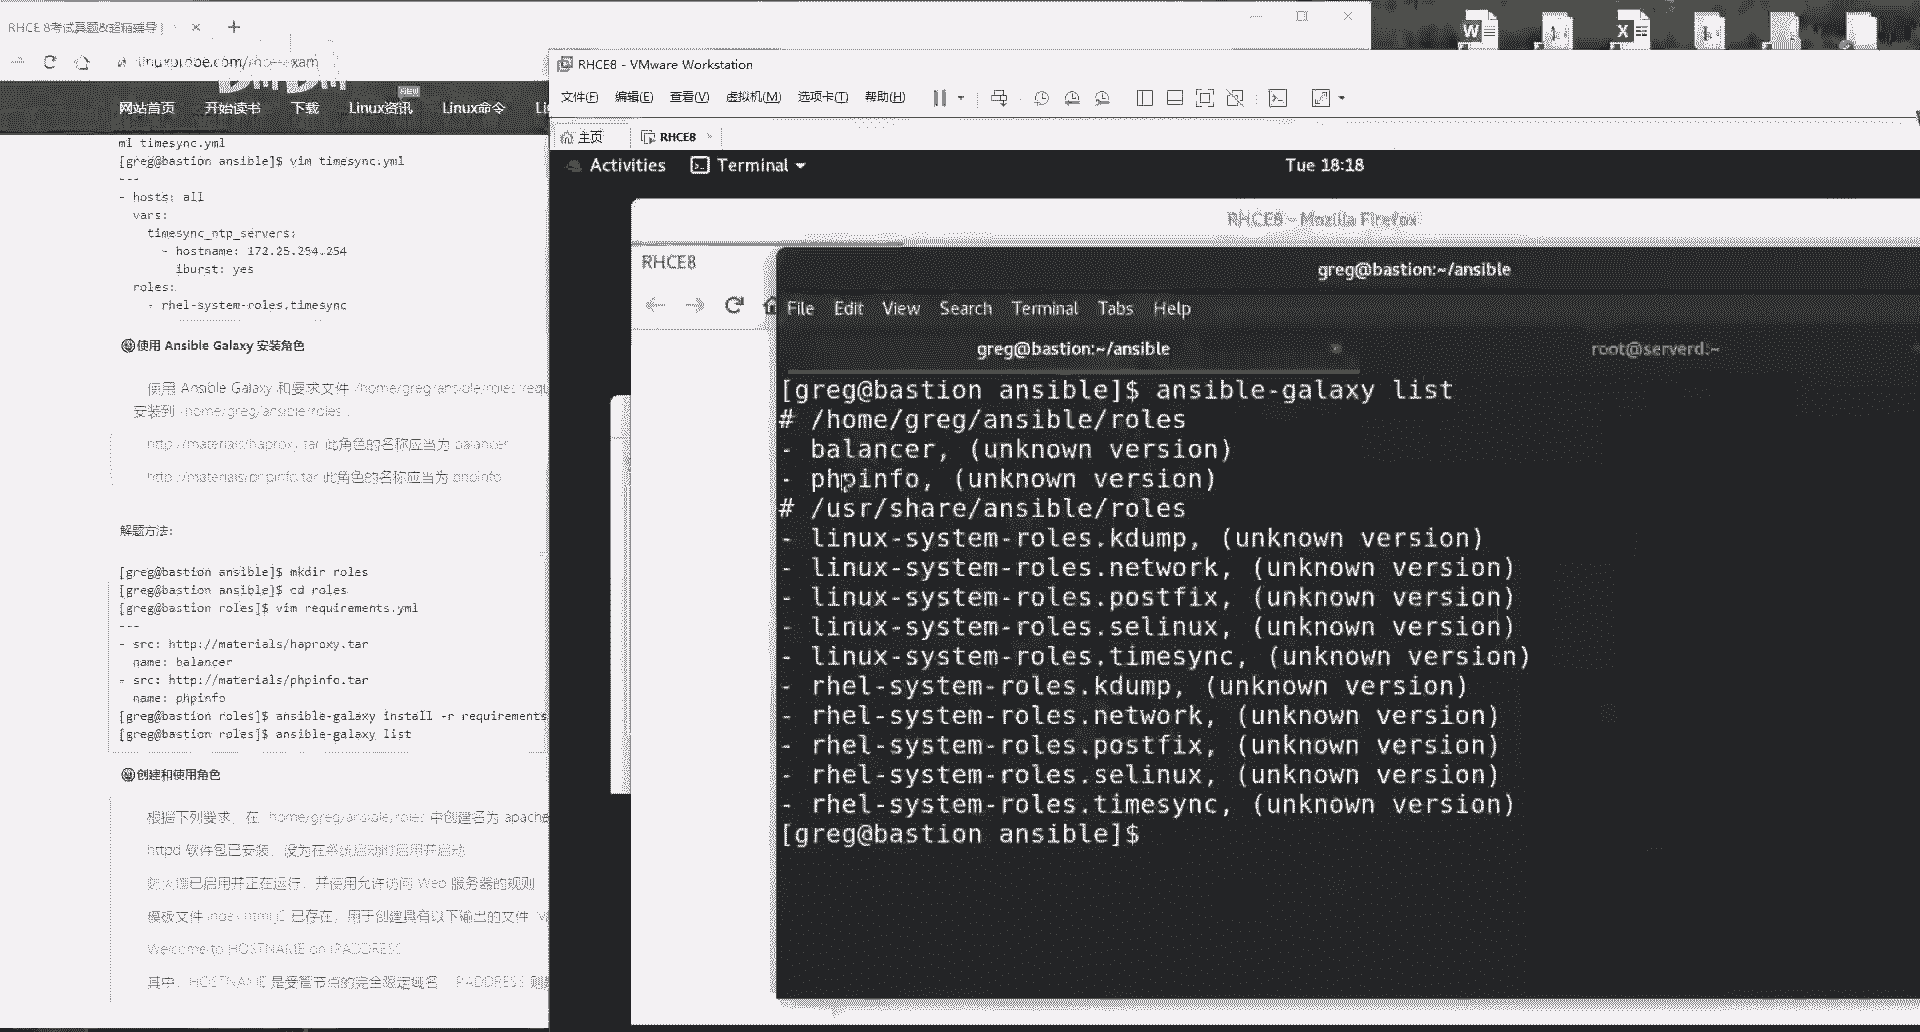 RHCE 8考试真题&超精辅导
linuxprobe.com/rhce-exam
网站首页 开始读书 下载 Linux资讯 NEW Linux命令
ml timesync.yml
[greg@bastion ansible]$ vim timesync.yml
---
- hosts: all
vars:
timesync_ntp_servers:
- hostname: 172.25.254.254
iburst: yes
roles:
- rhel-system-roles.timesync
使用 Ansible Galaxy 安装角色
使用 Ansible Galaxy 和要求文件 /home/greg/ansible/roles/requ
安装到 /home/greg/ansible/roles :
http://materials/haproxy.tar 此角色的名称应当为 balancer
http://materials/phpinfo.tar 此角色的名称应当为 phpinfo
解题方法:
[greg@bastion ansible]$ mkdir roles
[greg@bastion ansible]$ cd roles
[greg@bastion roles]$ vim requirements.yml
---
- src: http://materials/haproxy.tar
name: balancer
- src: http://materials/phpinfo.tar
name: phpinfo
[greg@bastion roles]$ ansible-galaxy install -r requirements
[greg@bastion roles]$ ansible-galaxy list
创建和使用角色
根据下列要求，在 /home/greg/ansible/roles 中创建名为 apache
httpd 软件包已安装，设为在系统启动时启用并启动
防火墙已启用并正在运行，并使用允许访问 Web 服务器的规则
模板文件 index.html.j2 已存在，用于创建具有以下输出的文件
Welcome to HOSTNAME on IPADDRESS
其中，HOSTNAME 是受管节点的完全限定域名 IPADDRESS 则
RHCE8 - VMware Workstation
文件(F) 编辑(E) 查看(V) 虚拟机(M) 选项卡(T) 帮助(H)
主页 RHCE8
Activities Terminal Tue 18:18
RHCE8 - Mozilla Firefox
RHCE8
greg@bastion:~/ansible
File Edit View Search Terminal Tabs Help
greg@bastion:~/ansible root@serverd:~
[greg@bastion ansible]$ ansible-galaxy list
# /home/greg/ansible/roles
- balancer, (unknown version)
- phpinfo, (unknown version)
# /usr/share/ansible/roles
- linux-system-roles.kdump, (unknown version)
- linux-system-roles.network, (unknown version)
- linux-system-roles.postfix, (unknown version)
- linux-system-roles.selinux, (unknown version)
- linux-system-roles.timesync, (unknown version)
- rhel-system-roles.kdump, (unknown version)
- rhel-system-roles.network, (unknown version)
- rhel-system-roles.postfix, (unknown version)
- rhel-system-roles.selinux, (unknown version)
- rhel-system-roles.timesync, (unknown version)
[greg@bastion ansible]$